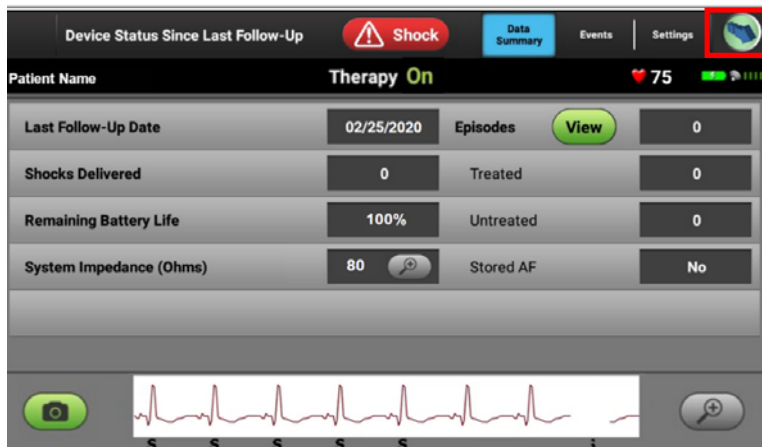 Device Status Since Last Follow-Up
Shock
Data Summary
Events
Settings
Patient Name
Therapy On
75
Last Follow-Up Date
02/25/2020
Episodes
View
0
Shocks Delivered
0
Treated
0
Remaining Battery Life
100%
Untreated
0
System Impedance (Ohms)
80
Stored AF
No
S S S S S